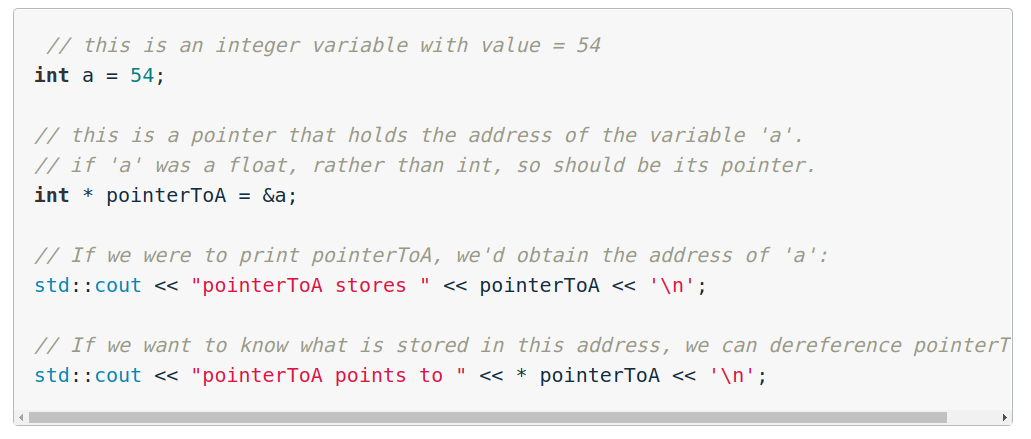 // this is an integer variable with value = 54
int a = 54;
// this is a pointer that holds the address of the variable 'a'.
// if 'a' was a float, rather than int, so should be its pointer.
int * pointerToA = &a;
// If we were to print pointerToA, we'd obtain the address of 'a':
std::cout << "pointerToA stores " << pointerToA << '\n';
// If we want to know what is stored in this address, we can dereference pointerT
std::cout << "pointerToA points to " << * pointerToA << '\n';